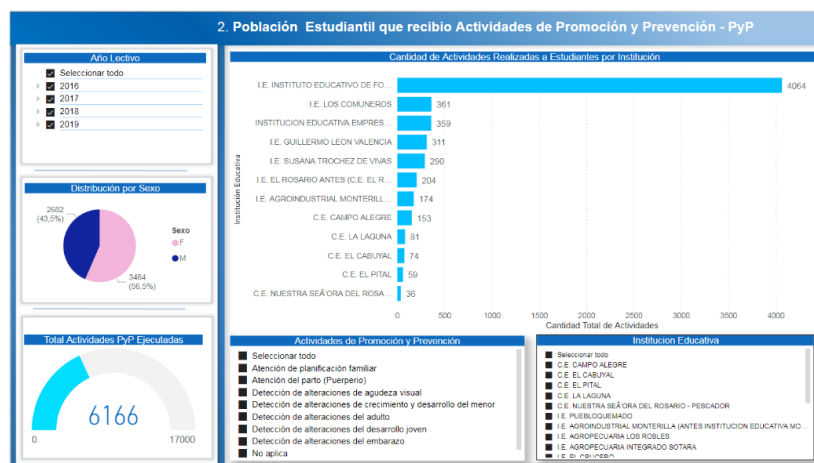 2. Población Estudiantil que recibio Actividades de Promoción y Prevención - PyP
Año Lectivo
Seleccionar todo
2016
2017
2018
2019
Distribución por Sexo
2682
(43,5%)
3484
(56,5%)
Sexo
F
M
Total Actividades PyP Ejecutadas
6166
0
17000
Cantidad de Actividades Realizadas a Estudiantes por Institución
Institución Educativa
I.E. INSTITUTO EDUCATIVO DE FO... 4064
I.E. LOS COMUNEROS 361
INSTITUCION EDUCATIVA EMPRES... 359
I.E. GUILLERMO LEON VALENCIA 311
I.E. SUSANA TROCHEZ DE VIVAS 290
I.E. EL ROSARIO ANTES (C.E. EL R... 204
I.E. AGROINDUSTRIAL MONTERILL... 174
C.E. CAMPO ALEGRE 153
C.E. LA LAGUNA 81
C.E. EL CABUYAL 74
C.E. EL PITAL 59
C.E. NUESTRA SEÃ'ORA DEL ROSA... 36
0 500 1000 1500 2000 2500 3000 3500 4000
Cantidad Total de Actividades
Actividades de Promoción y Prevención
Seleccionar todo
Atención de planificación familiar
Atención del parto (Puerperio)
Detección de alteraciones de agudeza visual
Detección de alteraciones de crecimiento y desarrollo del menor
Detección de alteraciones del adulto
Detección de alteraciones del desarrollo joven
Detección de alteraciones del embarazo
No aplica
Institucion Educativa
Seleccionar todo
C.E. CAMPO ALEGRE
C.E. EL CABUYAL
C.E. EL PITAL
C.E. LA LAGUNA
C.E. NUESTRA SEÃ'ORA DEL ROSARIO - PESCADOR
I.E. PUEBLOQUEMADO
I.E. AGROINDUSTRIAL MONTERILLA (ANTES INSTITUCION EDUCATIVA MO...
I.E. AGROPECUARIA LOS ROBLES
I.E. AGROPECUARIA INTEGRADO SOTARA
I.E. EL CRUCERO